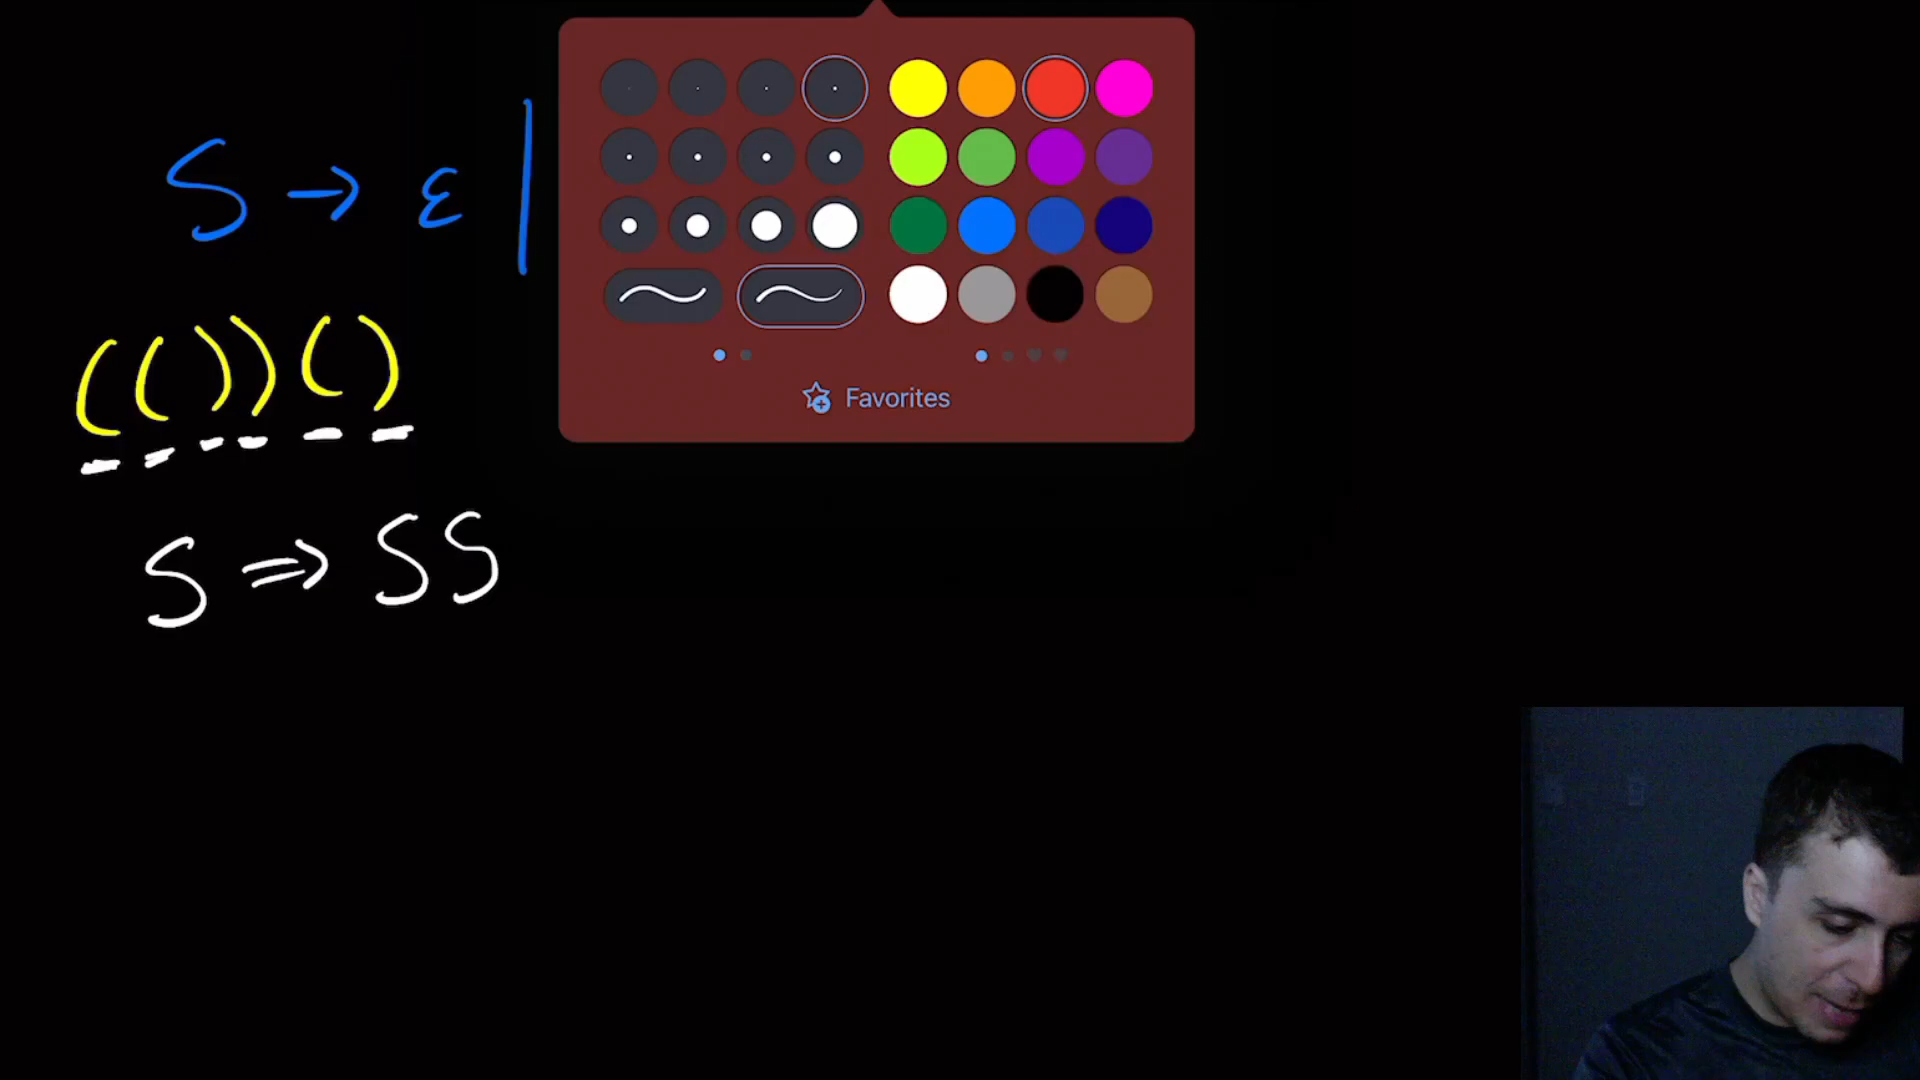 S → ε |
(())()
S ⇒ SS
Favorites